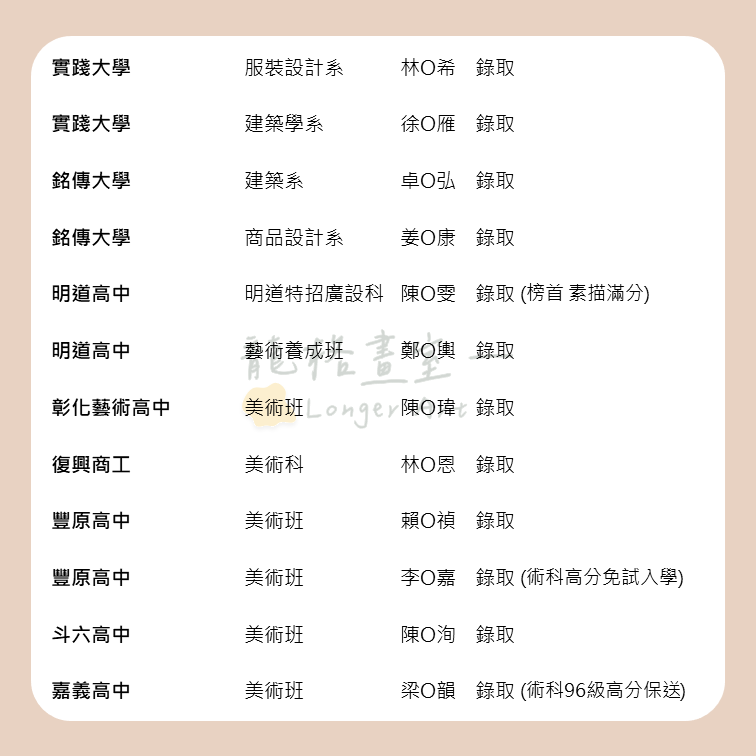 實踐大學 服裝設計系 林O希 錄取
實踐大學 建築學系 徐O雁 錄取
銘傳大學 建築系 卓O弘 錄取
銘傳大學 商品設計系 姜O康 錄取
明道高中 明道特招廣設科 陳O雯 錄取 (榜首 素描滿分)
明道高中 藝術養成班 鄭O輿 錄取
龍格畫室
彰化藝術高中 美術班 陳O瑋 錄取
Longer Art
復興商工 美術科 林O恩 錄取
豐原高中 美術班 賴O禎 錄取
豐原高中 美術班 李O嘉 錄取 (術科高分免試入學)
斗六高中 美術班 陳O洵 錄取
嘉義高中 美術班 梁O韻 錄取 (術科96級高分保送)